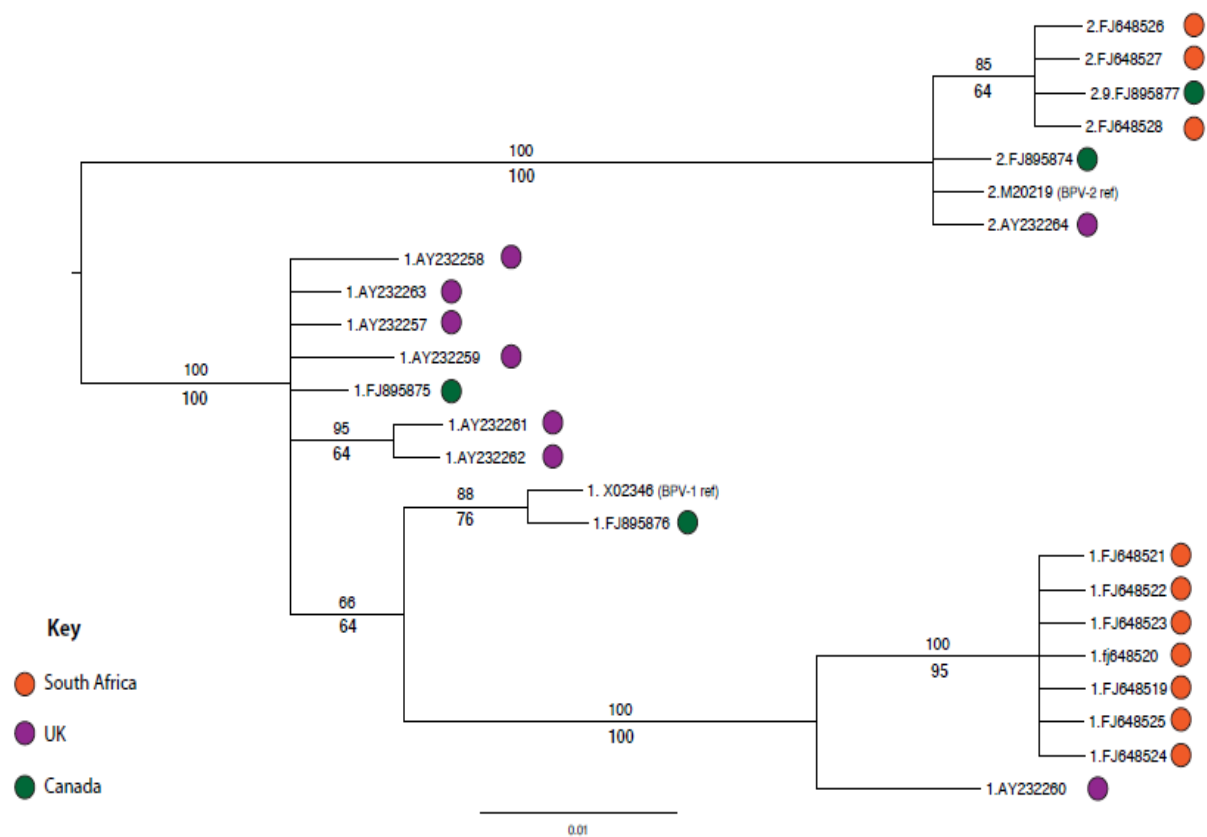 2.FJ648526
2.FJ648527
85
64
2.9.FJ895877
2.FJ648528
100
100
2.FJ895874
2.M20219 (BPV-2 ref)
2.AY232264
1.AY232258
1.AY232263
1.AY232257
1.AY232259
100
100
1.FJ895875
95
64
1.AY232261
1.AY232262
88
76
1. X02346 (BPV-1 ref)
1.FJ895876
66
64
1.FJ648521
1.FJ648522
1.FJ648523
100
95
1.fj648520
1.FJ648519
100
100
1.FJ648525
1.FJ648524
1.AY232260
Key
South Africa
UK
Canada
0.01